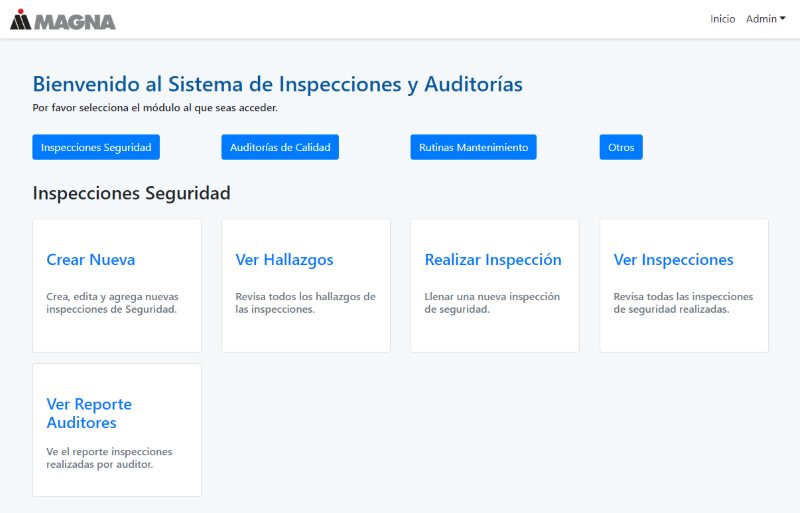 MAGNA
Inicio
Admin
Bienvenido al Sistema de Inspecciones y Auditorías
Por favor selecciona el módulo al que seas acceder.
Inspecciones Seguridad
Auditorías de Calidad
Rutinas Mantenimiento
Otros
Inspecciones Seguridad
Crear Nueva
Crea, edita y agrega nuevas
inspecciones de Seguridad.
Ver Hallazgos
Revisa todos los hallazgos de
las inspecciones.
Realizar Inspección
Llenar una nueva inspección
de seguridad.
Ver Inspecciones
Revisa todas las inspecciones
de seguridad realizadas.
Ver Reporte
Auditores
Ve el reporte inspecciones
realizadas por auditor.